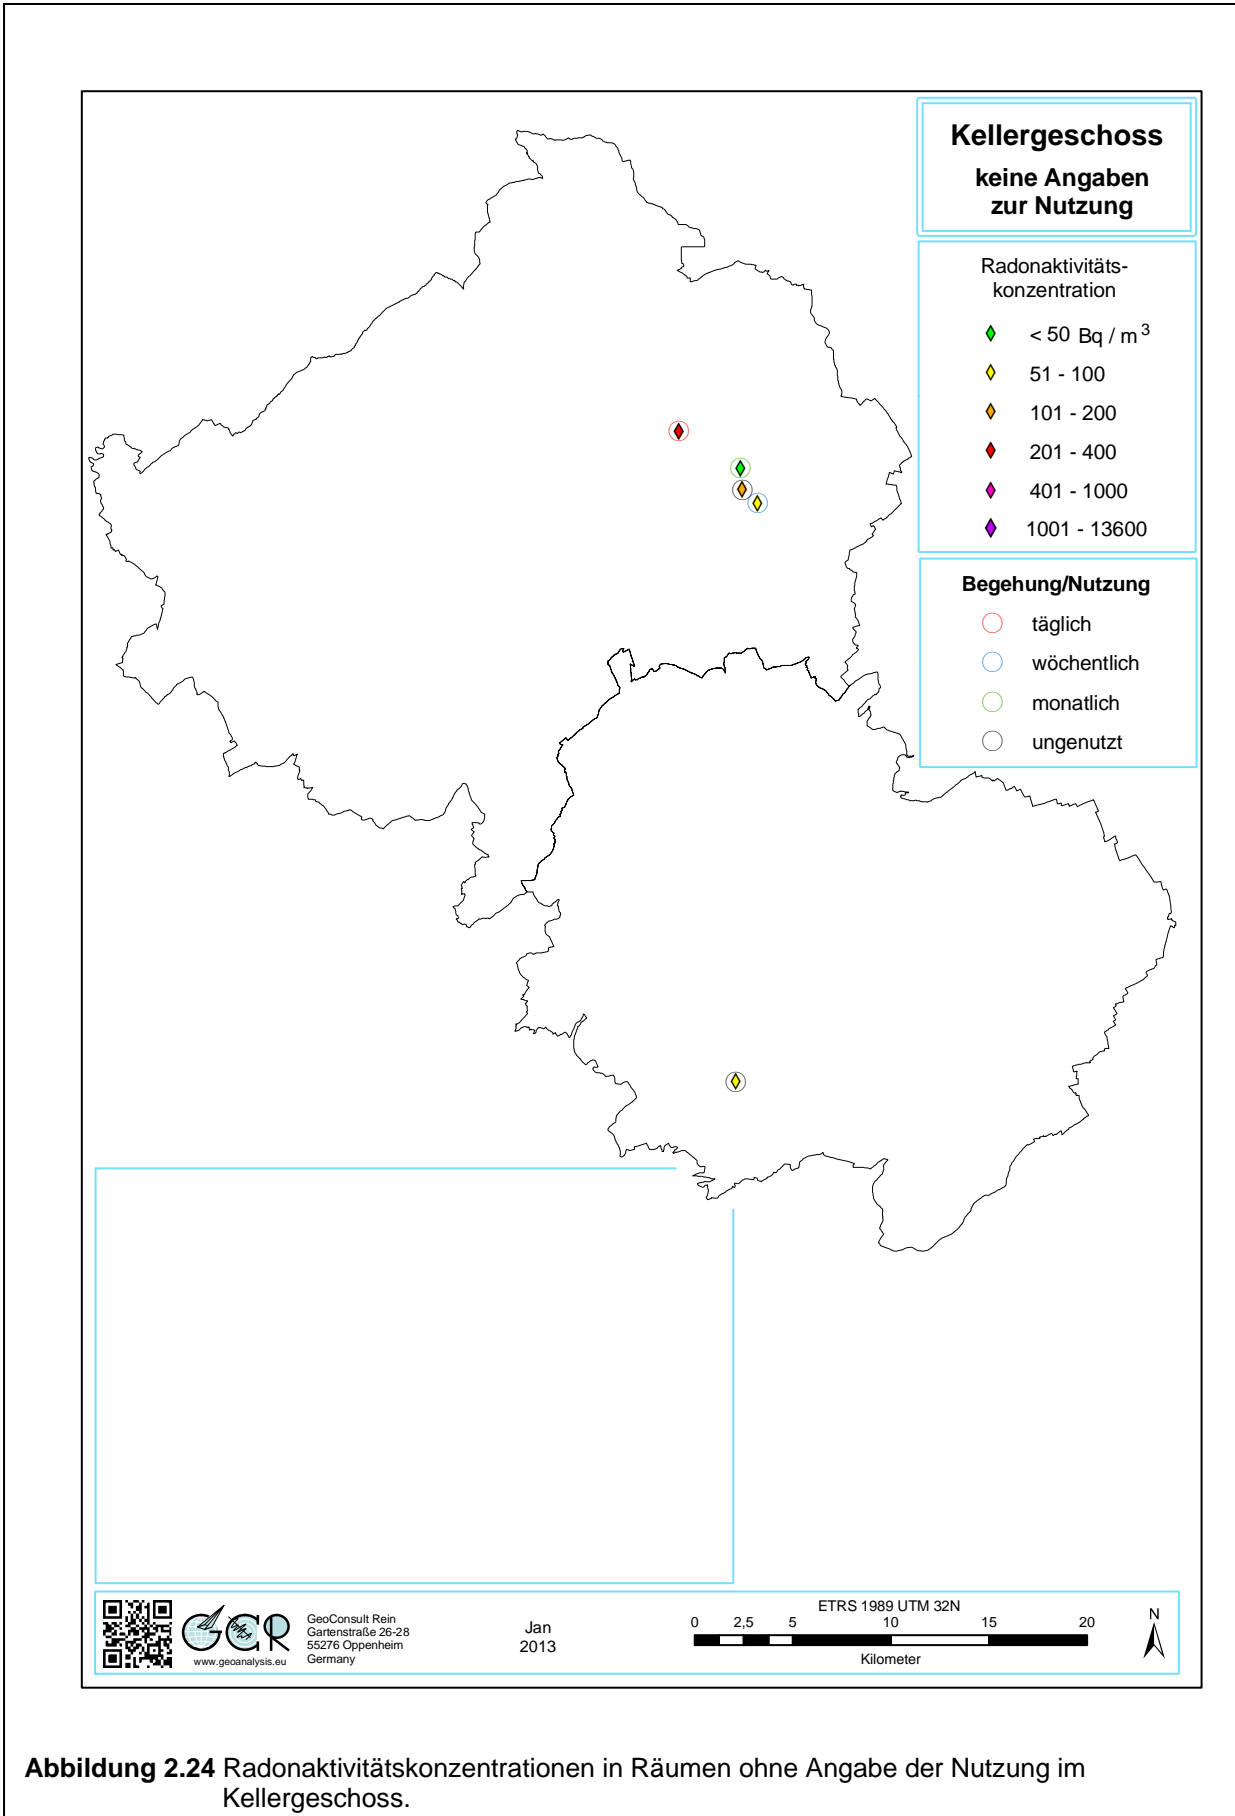 Kellergeschoss
keine Angaben
zur Nutzung
Radonaktivitäts-
konzentration
< 50 Bq / m³
51 - 100
101 - 200
201 - 400
401 - 1000
1001 - 13600
Begehung/Nutzung
täglich
wöchentlich
monatlich
ungenutzt
GCR
www.geoanalysis.eu
GeoConsult Rein
Gartenstraße 26-28
55276 Oppenheim
Germany
Jan
2013
ETRS 1989 UTM 32N
0 2,5 5 10 15 20
Kilometer
N
Abbildung 2.24 Radonaktivitätskonzentrationen in Räumen ohne Angabe der Nutzung im
Kellergeschoss.